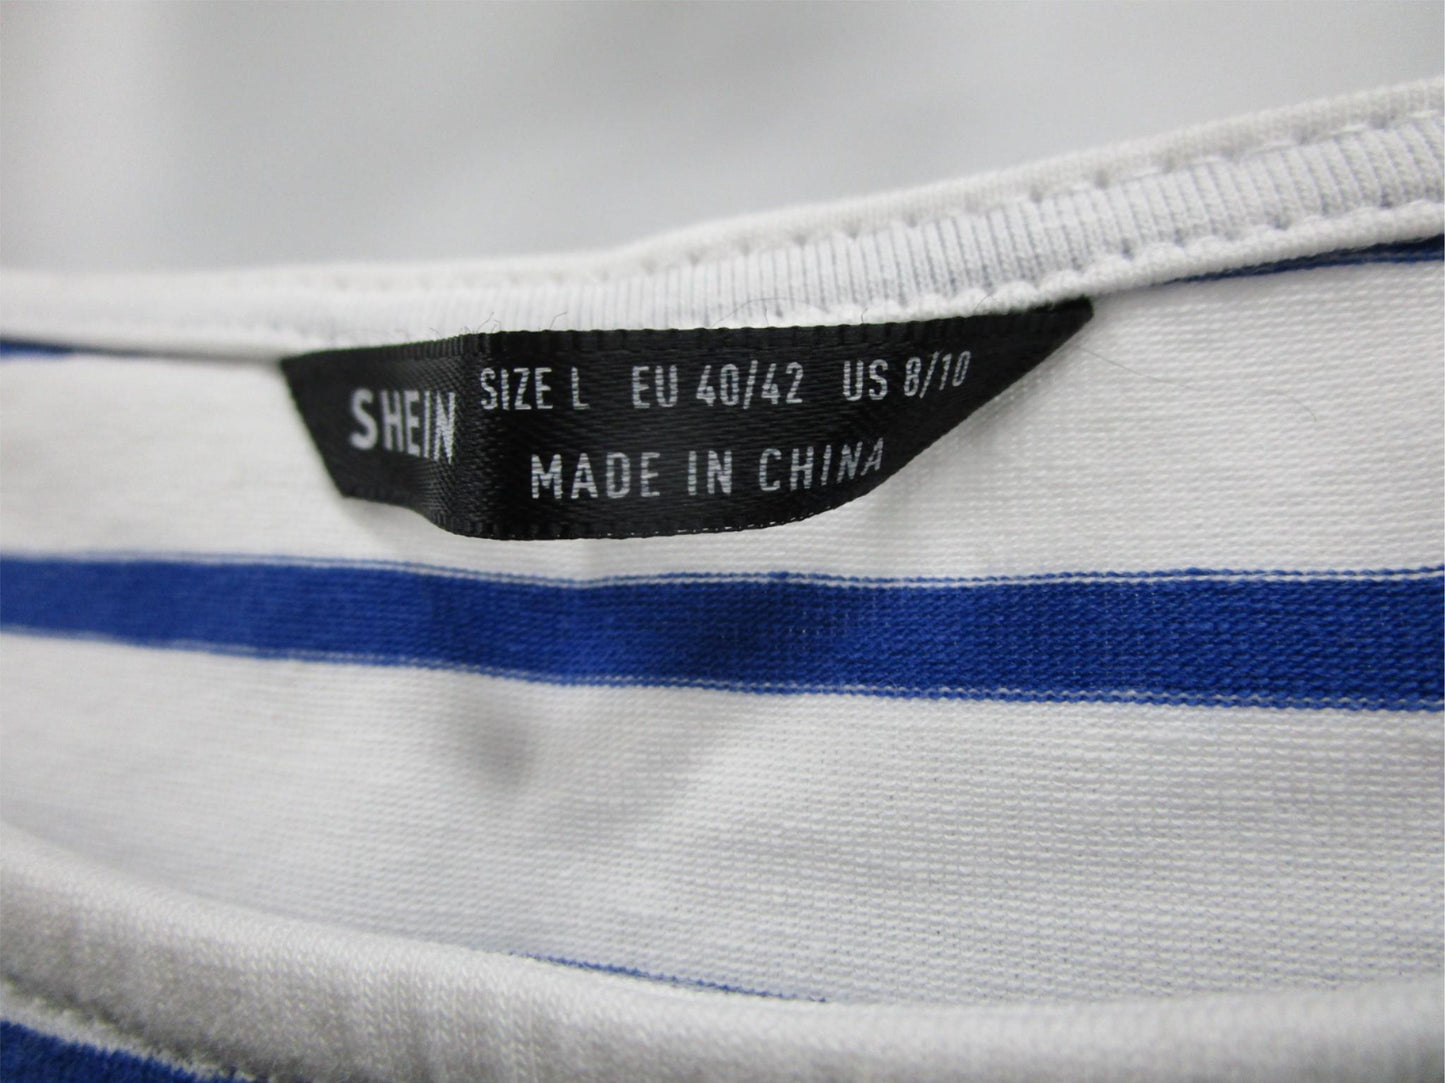 SHEIN
SIZE L EU 40/42 US 8/10
MADE IN CHINA